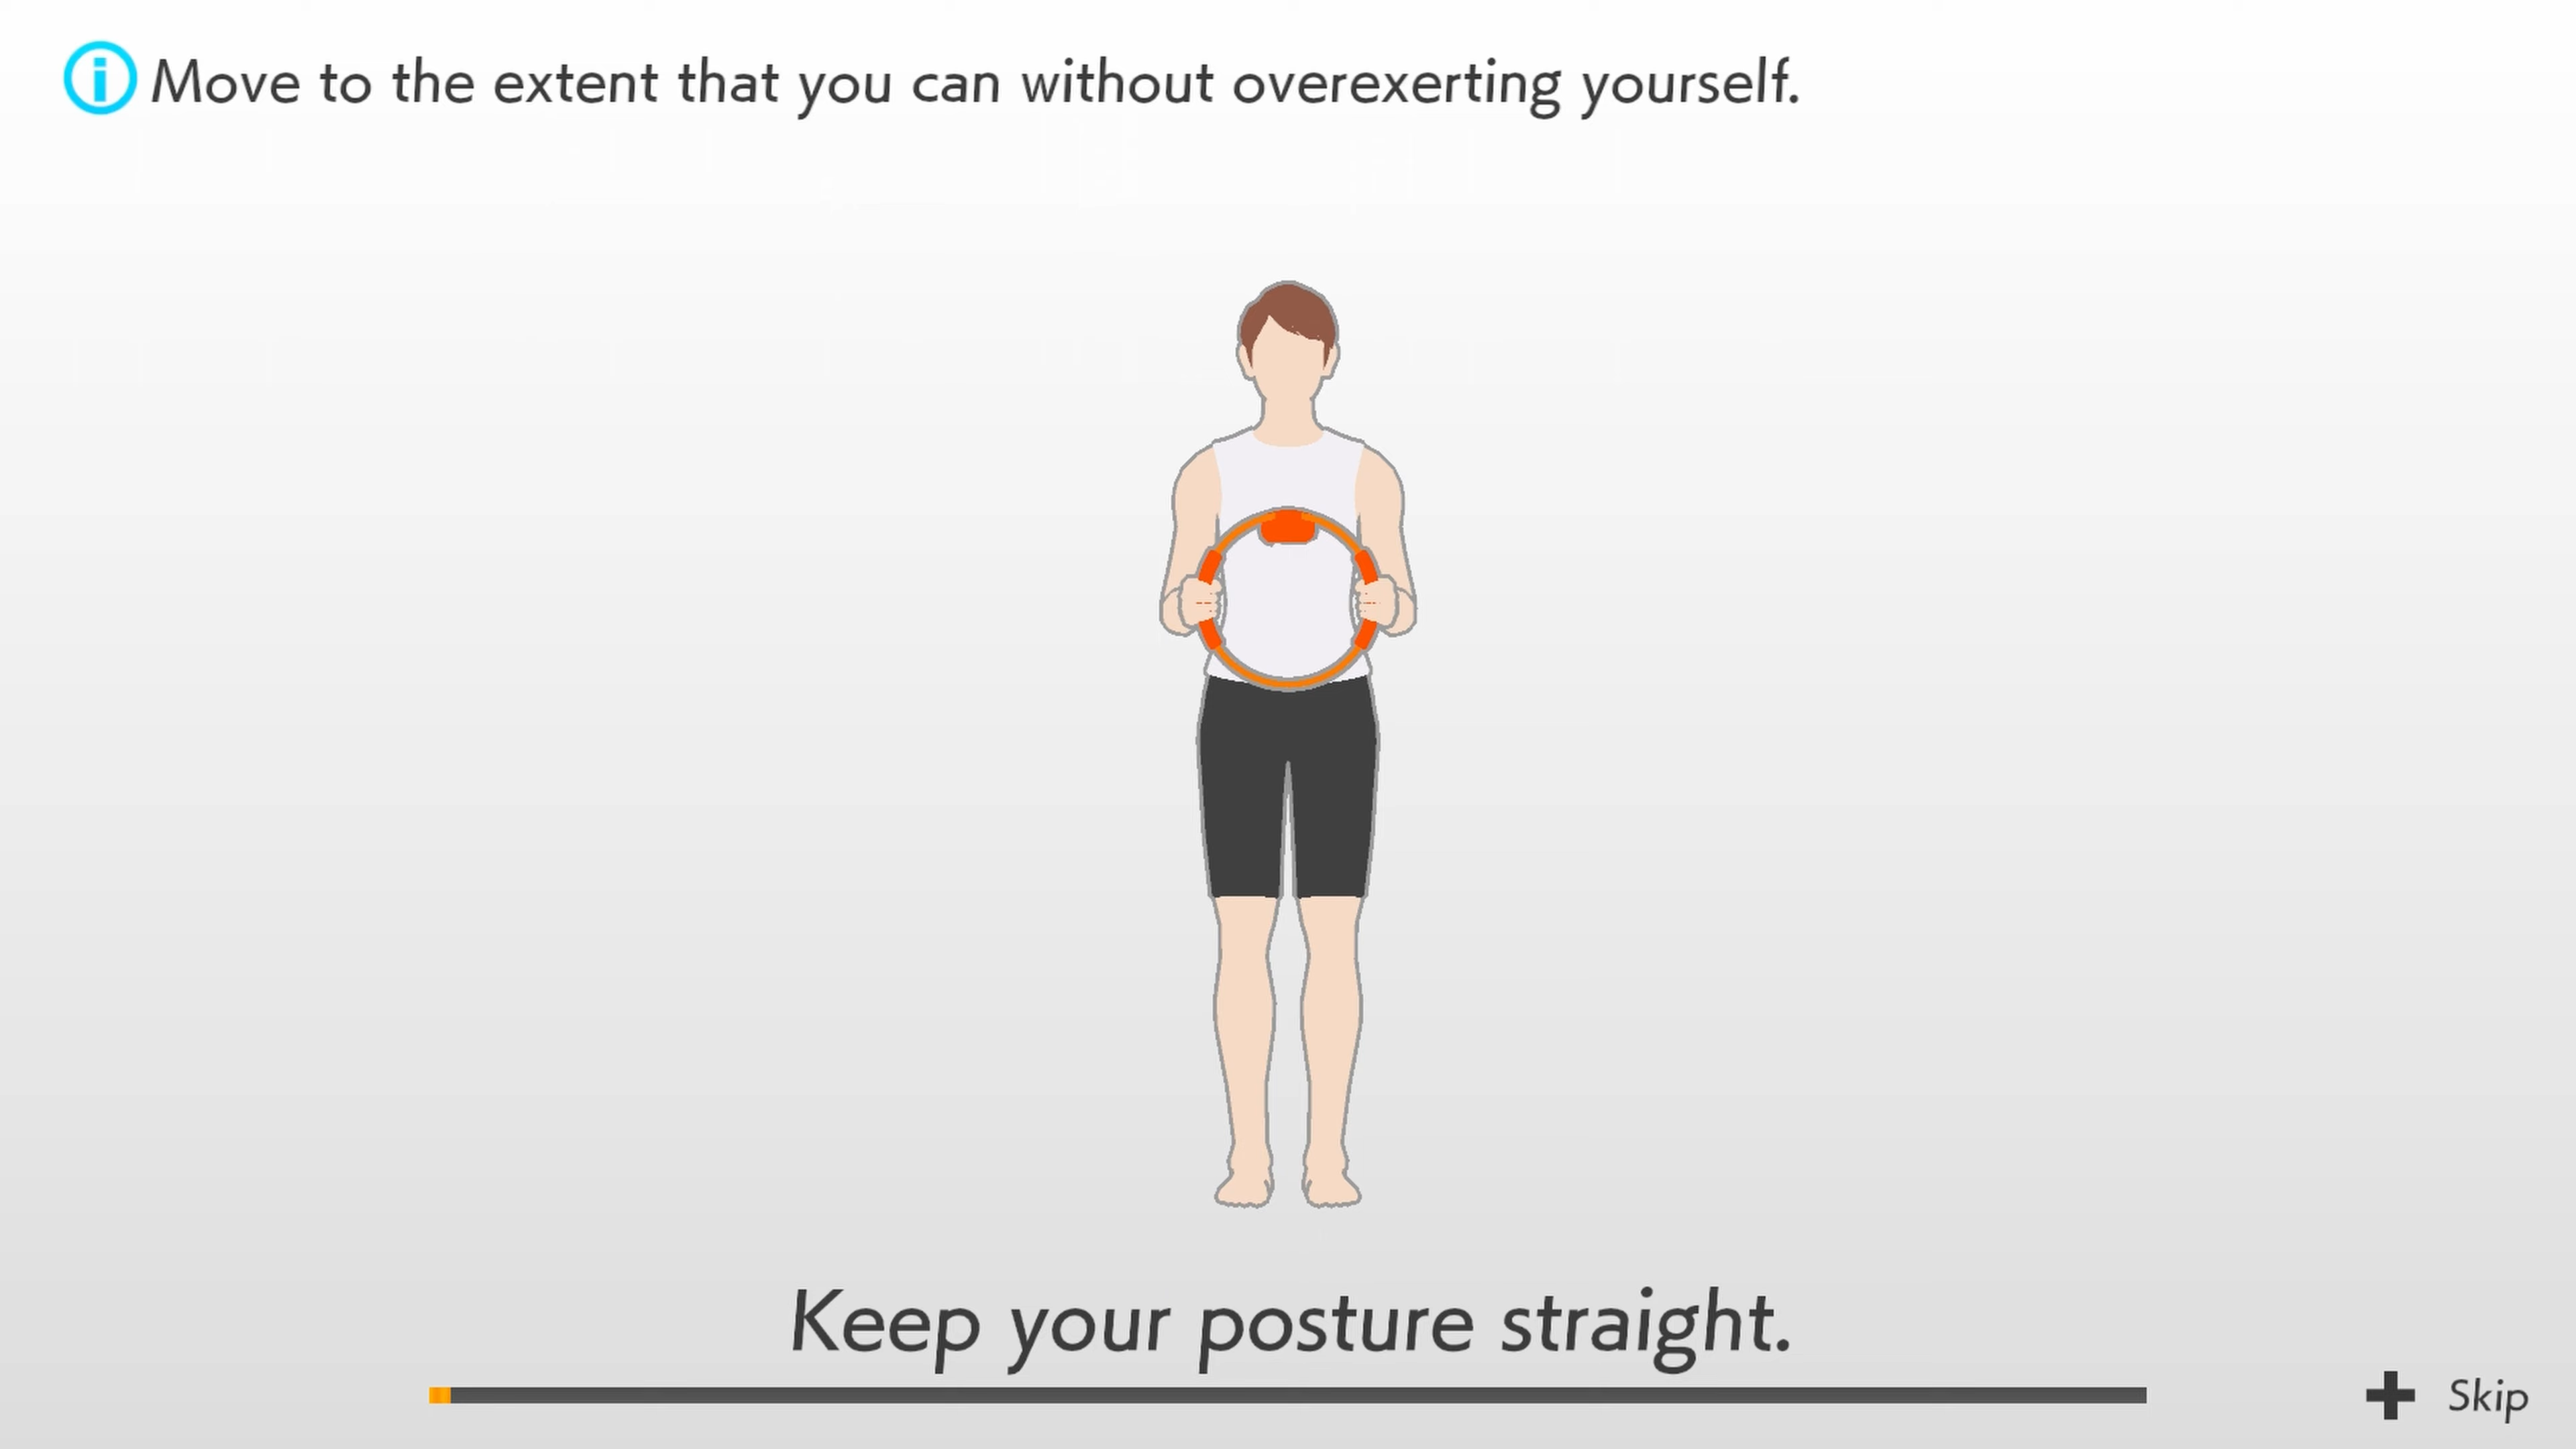 Move to the extent that you can without overexerting yourself.
Keep your posture straight.
Skip